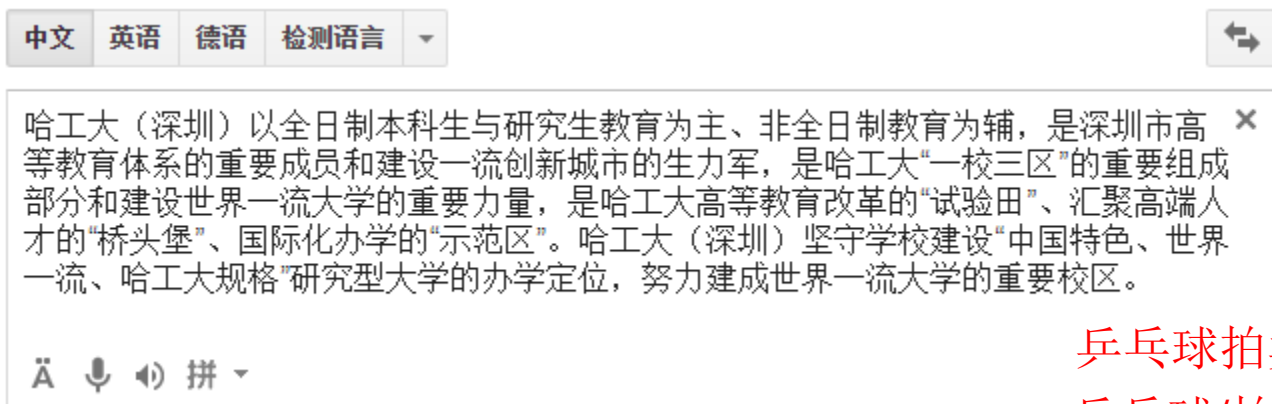 中文 英语 德语 检测语言
哈工大（深圳）以全日制本科生与研究生教育为主、非全日制教育为辅，是深圳市高
等教育体系的重要成员和建设一流创新城市的生力军，是哈工大“一校三区”的重要组成
部分和建设世界一流大学的重要力量，是哈工大高等教育改革的“试验田”、汇聚高端人
才的“桥头堡”、国际化办学的“示范区”。哈工大（深圳）坚守学校建设“中国特色、世界
一流、哈工大规格”研究型大学的办学定位，努力建成世界一流大学的重要校区。
乒乓球拍
Ä 拼